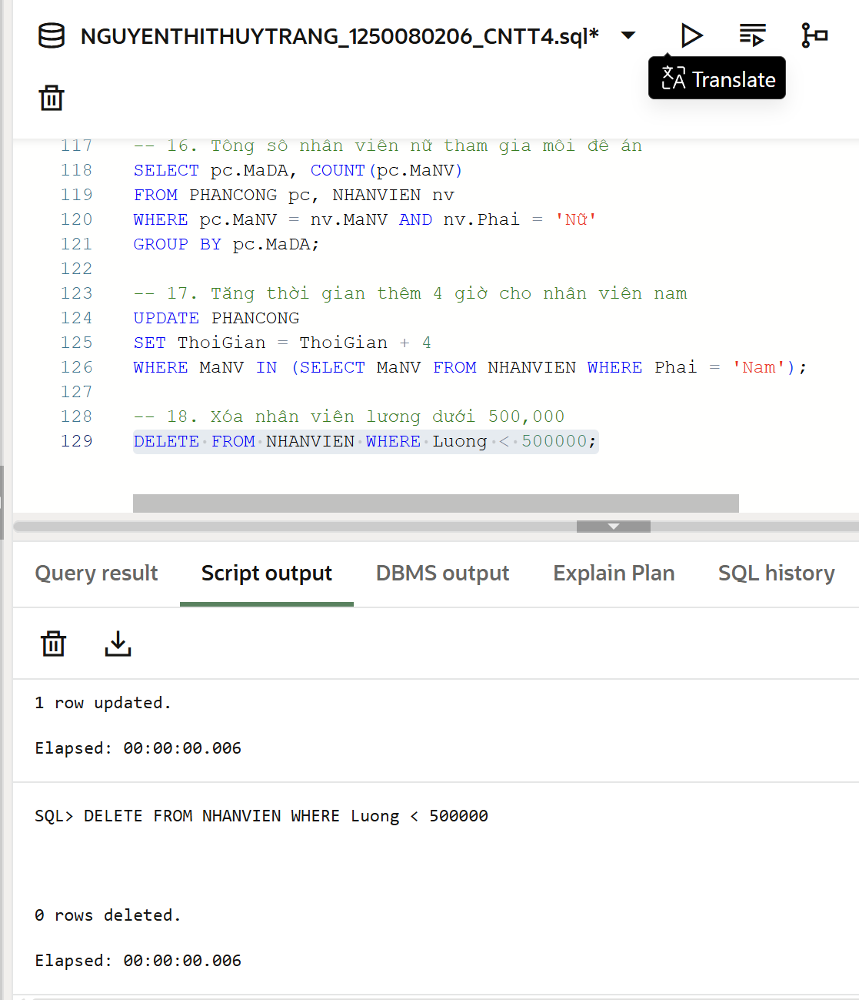 NGUYENTHITHUYTRANG_1250080206_CNTT4.sql*
Translate
117 -- 16. Tổng số nhân viên nữ tham gia mỗi đề án
118 SELECT pc.MaDA, COUNT(pc.MaNV)
119 FROM PHANCONG pc, NHANVIEN nv
120 WHERE pc.MaNV = nv.MaNV AND nv.Phai = 'Nữ'
121 GROUP BY pc.MaDA;
122
123 -- 17. Tăng thời gian thêm 4 giờ cho nhân viên nam
124 UPDATE PHANCONG
125 SET ThoiGian = ThoiGian + 4
126 WHERE MaNV IN (SELECT MaNV FROM NHANVIEN WHERE Phai = 'Nam');
127
128 -- 18. Xóa nhân viên lương dưới 500,000
129 DELETE FROM NHANVIEN WHERE Luong < 500000;
Query result Script output DBMS output Explain Plan SQL history
1 row updated.
Elapsed: 00:00:00.006
SQL> DELETE FROM NHANVIEN WHERE Luong < 500000
0 rows deleted.
Elapsed: 00:00:00.006